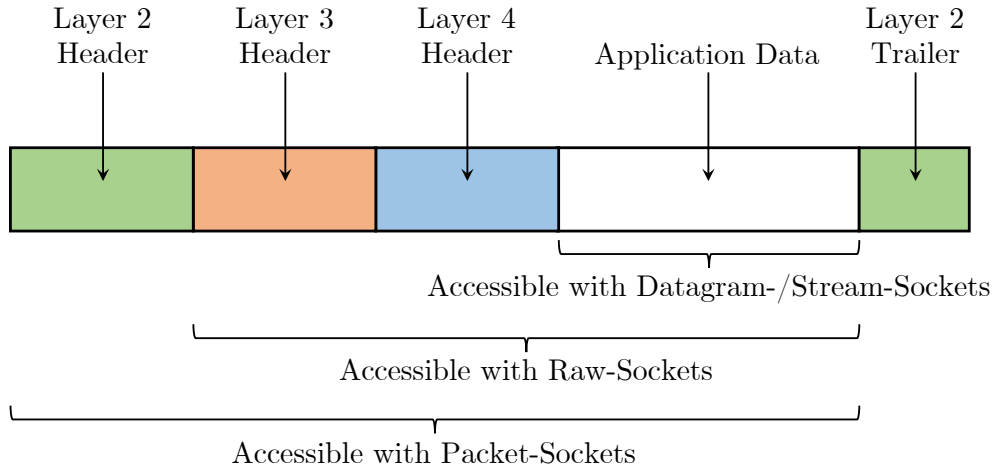 Layer 2
Header
Layer 3
Header
Layer 4
Header
Application Data
Layer 2
Trailer
Accessible with Datagram-/Stream-Sockets
Accessible with Raw-Sockets
Accessible with Packet-Sockets